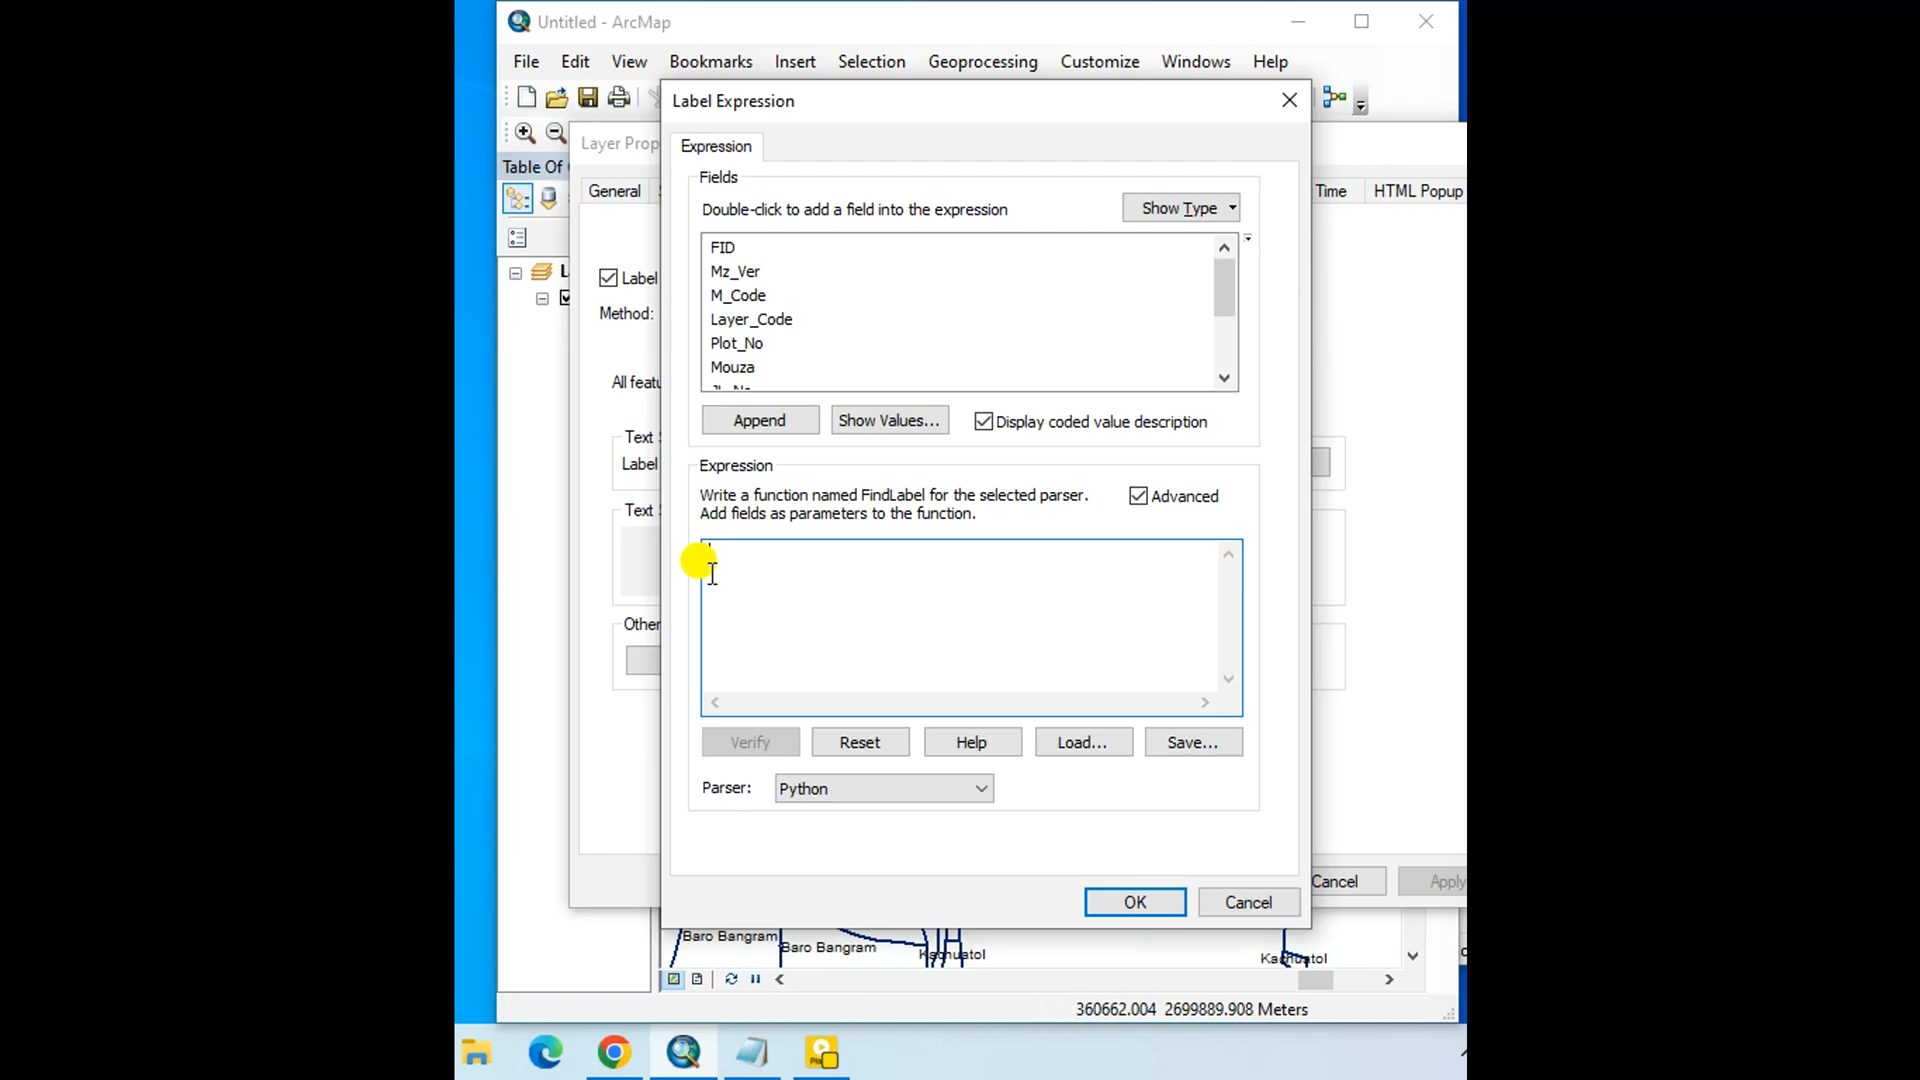 Untitled - ArcMap
File Edit View Bookmarks Insert Selection Geoprocessing Customize Windows Help
Label Expression
Layer Prop
Expression
Table Of
Fields
General
Time HTML Popup
Double-click to add a field into the expression
Show Type
FID
Mz_Ver
M_Code
Layer_Code
Plot_No
Mouza
Label
Method:
All featu
Append
Show Values...
Display coded value description
Text S
Label
Expression
Write a function named FindLabel for the selected parser.
Add fields as parameters to the function.
Advanced
Text S
Other
Verify
Reset
Help
Load...
Save...
Parser:
Python
Cancel
Apply
OK
Cancel
Baro Bangram
Baro Bangram
Kachuatol
Kachuatol
360662.004 2699889.908 Meters